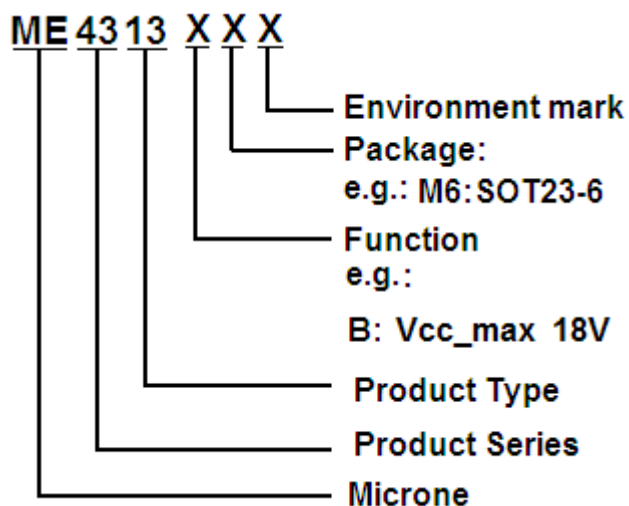 ME 43 13 X X X
Environment mark
Package:
e.g.: M6:SOT23-6
Function
e.g.:
B: Vcc_max 18V
Product Type
Product Series
Microne